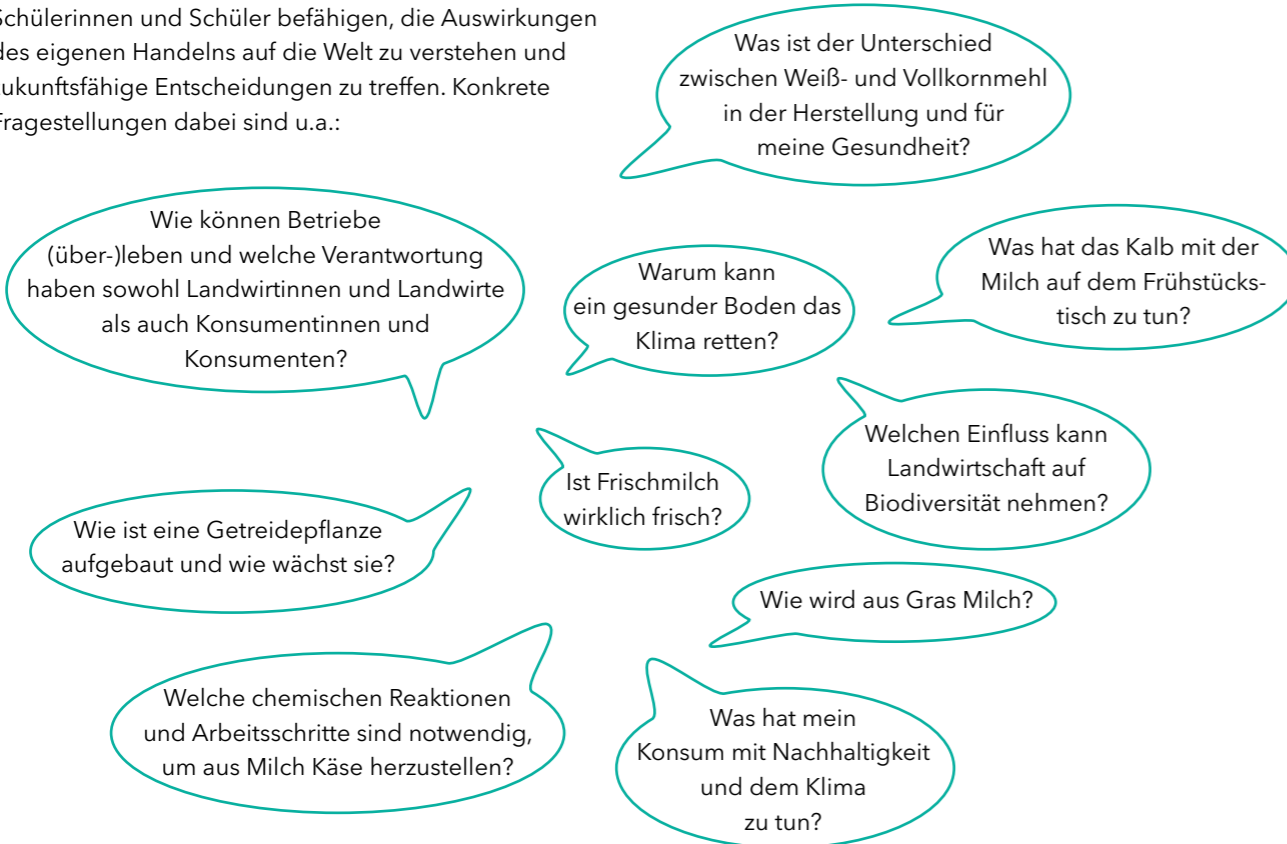 Schülerinnen und Schüler befähigen, die Auswirkungen
des eigenen Handelns auf die Welt zu verstehen und
zukunftsfähige Entscheidungen zu treffen. Konkrete
Fragestellungen dabei sind u.a.:
Was ist der Unterschied
zwischen Weiß- und Vollkornmehl
in der Herstellung und für
meine Gesundheit?
Wie können Betriebe
(über-)leben und welche Verantwortung
haben sowohl Landwirtinnen und Landwirte
als auch Konsumentinnen und
Konsumenten?
Warum kann
ein gesunder Boden das
Klima retten?
Was hat das Kalb mit der
Milch auf dem Frühstücks-
tisch zu tun?
Welchen Einfluss kann
Landwirtschaft auf
Biodiversität nehmen?
Ist Frischmilch
wirklich frisch?
Wie ist eine Getreidepflanze
aufgebaut und wie wächst sie?
Wie wird aus Gras Milch?
Welche chemischen Reaktionen
und Arbeitsschritte sind notwendig,
um aus Milch Käse herzustellen?
Was hat mein
Konsum mit Nachhaltigkeit
und dem Klima
zu tun?